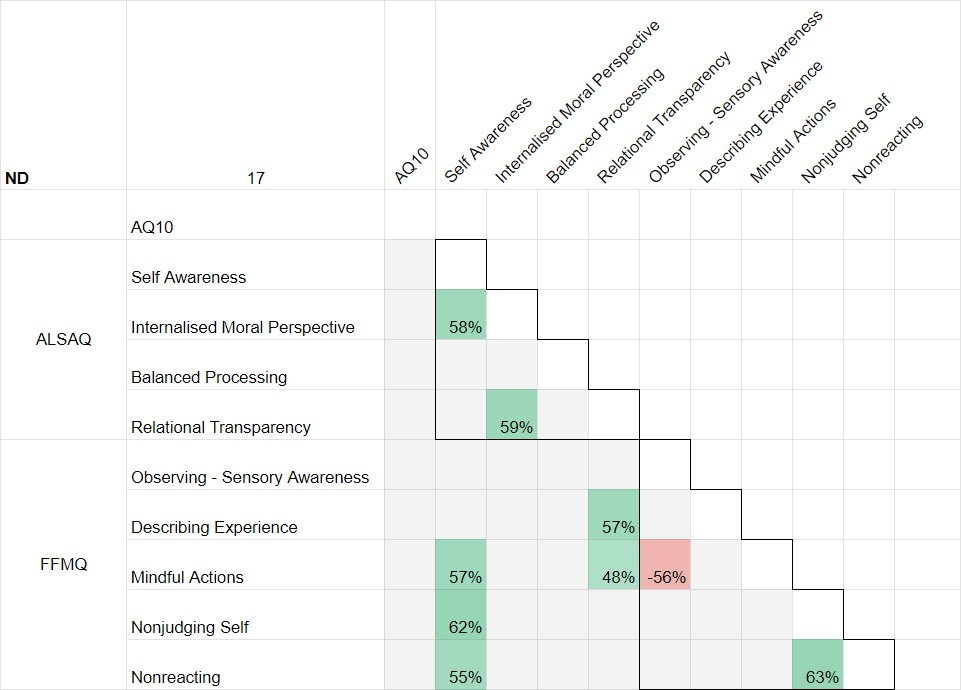 ND 17 AQ10 Self Awareness Internalised Moral Perspective Balanced Processing Relational Transparency Observing - Sensory Awareness Describing Experience Mindful Actions Nonjudging Self Nonreacting
AQ10
Self Awareness
Internalised Moral Perspective 58%
ALSAQ
Balanced Processing
Relational Transparency 59%
Observing - Sensory Awareness
Describing Experience 57%
FFMQ
Mindful Actions 57% 48% -56%
Nonjudging Self 62%
Nonreacting 55% 63%